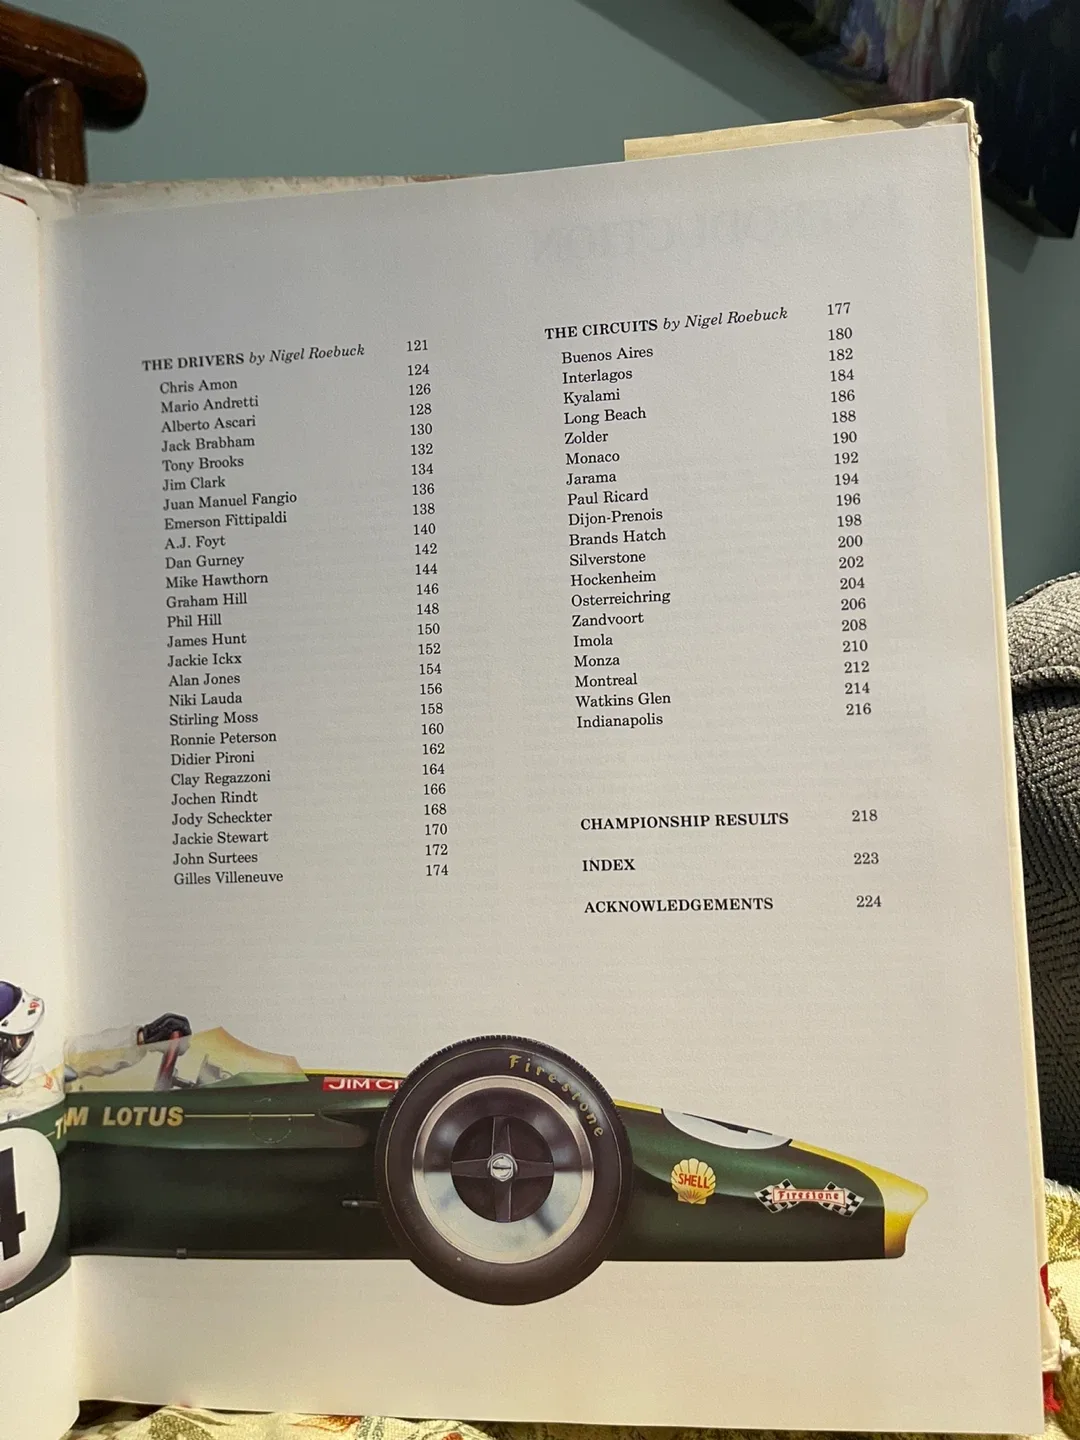 INTRODUCTION
THE DRIVERS by Nigel Roebuck 121
Chris Amon 124
Mario Andretti 126
Alberto Ascari 128
Jack Brabham 130
Tony Brooks 132
Jim Clark 134
Juan Manuel Fangio 136
Emerson Fittipaldi 138
A.J. Foyt 140
Dan Gurney 142
Mike Hawthorn 144
Graham Hill 146
Phil Hill 148
James Hunt 150
Jackie Ickx 152
Alan Jones 154
Niki Lauda 156
Stirling Moss 158
Ronnie Peterson 160
Didier Pironi 162
Clay Regazzoni 164
Jochen Rindt 166
Jody Scheckter 168
Jackie Stewart 170
John Surtees 172
Gilles Villeneuve 174
THE CIRCUITS by Nigel Roebuck 177
Buenos Aires 180
Interlagos 182
Kyalami 184
Long Beach 186
Zolder 188
Monaco 190
Jarama 192
Paul Ricard 194
Dijon-Prenois 196
Brands Hatch 198
Silverstone 200
Hockenheim 202
Osterreichring 204
Zandvoort 206
Imola 208
Monza 210
Montreal 212
Watkins Glen 214
Indianapolis 216
CHAMPIONSHIP RESULTS 218
INDEX 223
ACKNOWLEDGEMENTS 224
Firestone
JIM CL
LOTUS
4
SHELL
Firestone